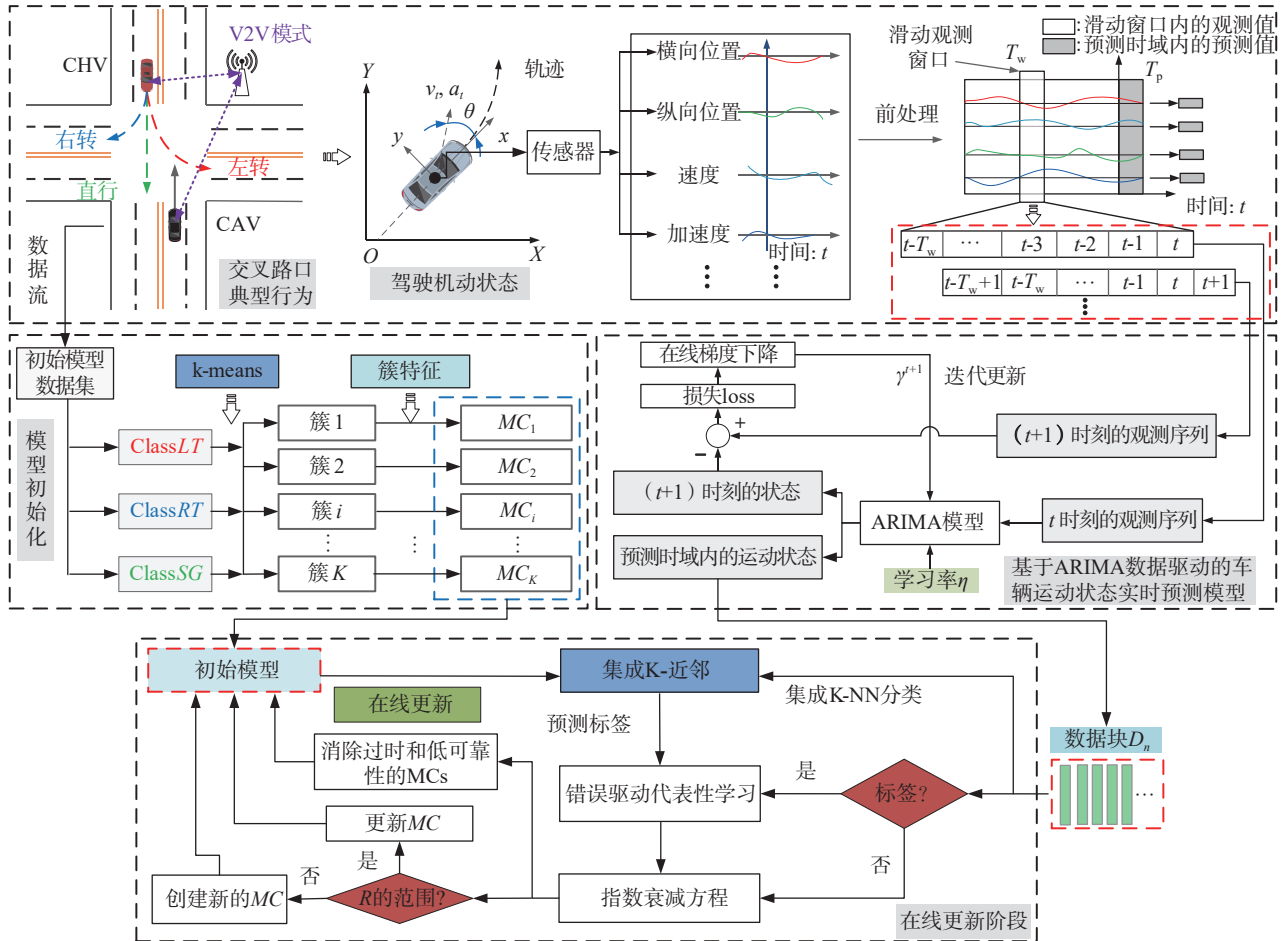 CHV
V2V模式
右转
左转
直行
CAV
数
据
流
交叉路口
典型行为
Y
v_t, a_t
θ
轨迹
y
x
O
X
驾驶机动状态
传感器
横向位置
纵向位置
速度
加速度
时间: t
前处理
滑动观测
窗口
T_w
T_p
:滑动窗口内的观测值
:预测时域内的预测值
时间: t
t-T_w ··· t-3 t-2 t-1 t
t-T_w+1 t-T_w ··· t-1 t t+1
初始模型
数据集
k-means
簇特征
模型初始化
ClassLT
ClassRT
ClassSG
簇1
簇2
簇i
簇K
MC_1
MC_2
MC_i
MC_K
在线梯度下降
损失loss
γ^{t+1}
迭代更新
+
−
(t+1) 时刻的观测序列
(t+1) 时刻的状态
ARIMA模型
t 时刻的观测序列
预测时域内的运动状态
学习率η
基于ARIMA数据驱动的车
辆运动状态实时预测模型
初始模型
集成K-近邻
在线更新
集成K-NN分类
预测标签
消除过时和低可靠
性的MCs
错误驱动代表性学习
是
标签?
数据块D_n
···
更新MC
是
否
否
创建新的MC
R的范围?
指数衰减方程
在线更新阶段